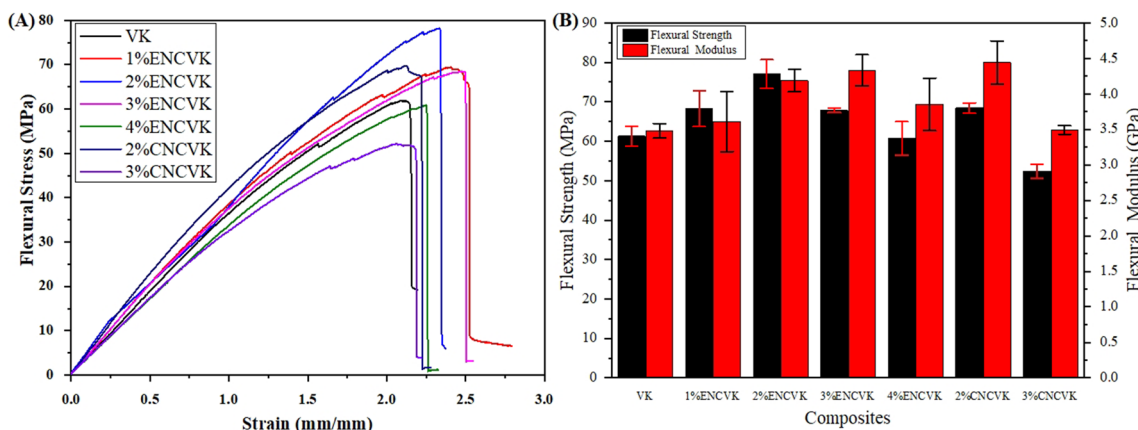 (A)
80
70
60
50
40
30
20
10
0
Flexural Stress (MPa)
VK
1%ENCVK
2%ENCVK
3%ENCVK
4%ENCVK
2%CNCVK
3%CNCVK
0.0 0.5 1.0 1.5 2.0 2.5 3.0
Strain (mm/mm)
(B)
90
80
70
60
50
40
30
20
10
0
Flexural Strength (MPa)
Flexural Strength
Flexural Modulus
5.0
4.5
4.0
3.5
3.0
2.5
2.0
1.5
1.0
0.5
0.0
Flexural Modulus (GPa)
VK 1%ENCVK 2%ENCVK 3%ENCVK 4%ENCVK 2%CNCVK 3%CNCVK
Composites